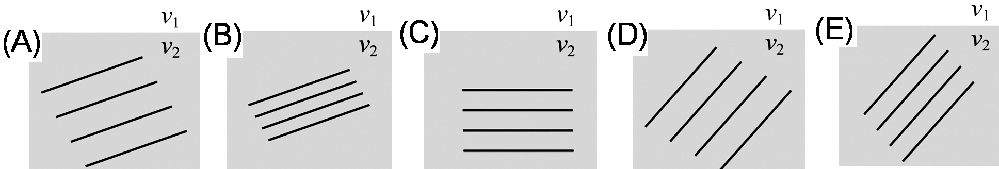 (A) v₁
v₂
(B) v₁
v₂
(C) v₁
v₂
(D) v₁
v₂
(E) v₁
v₂